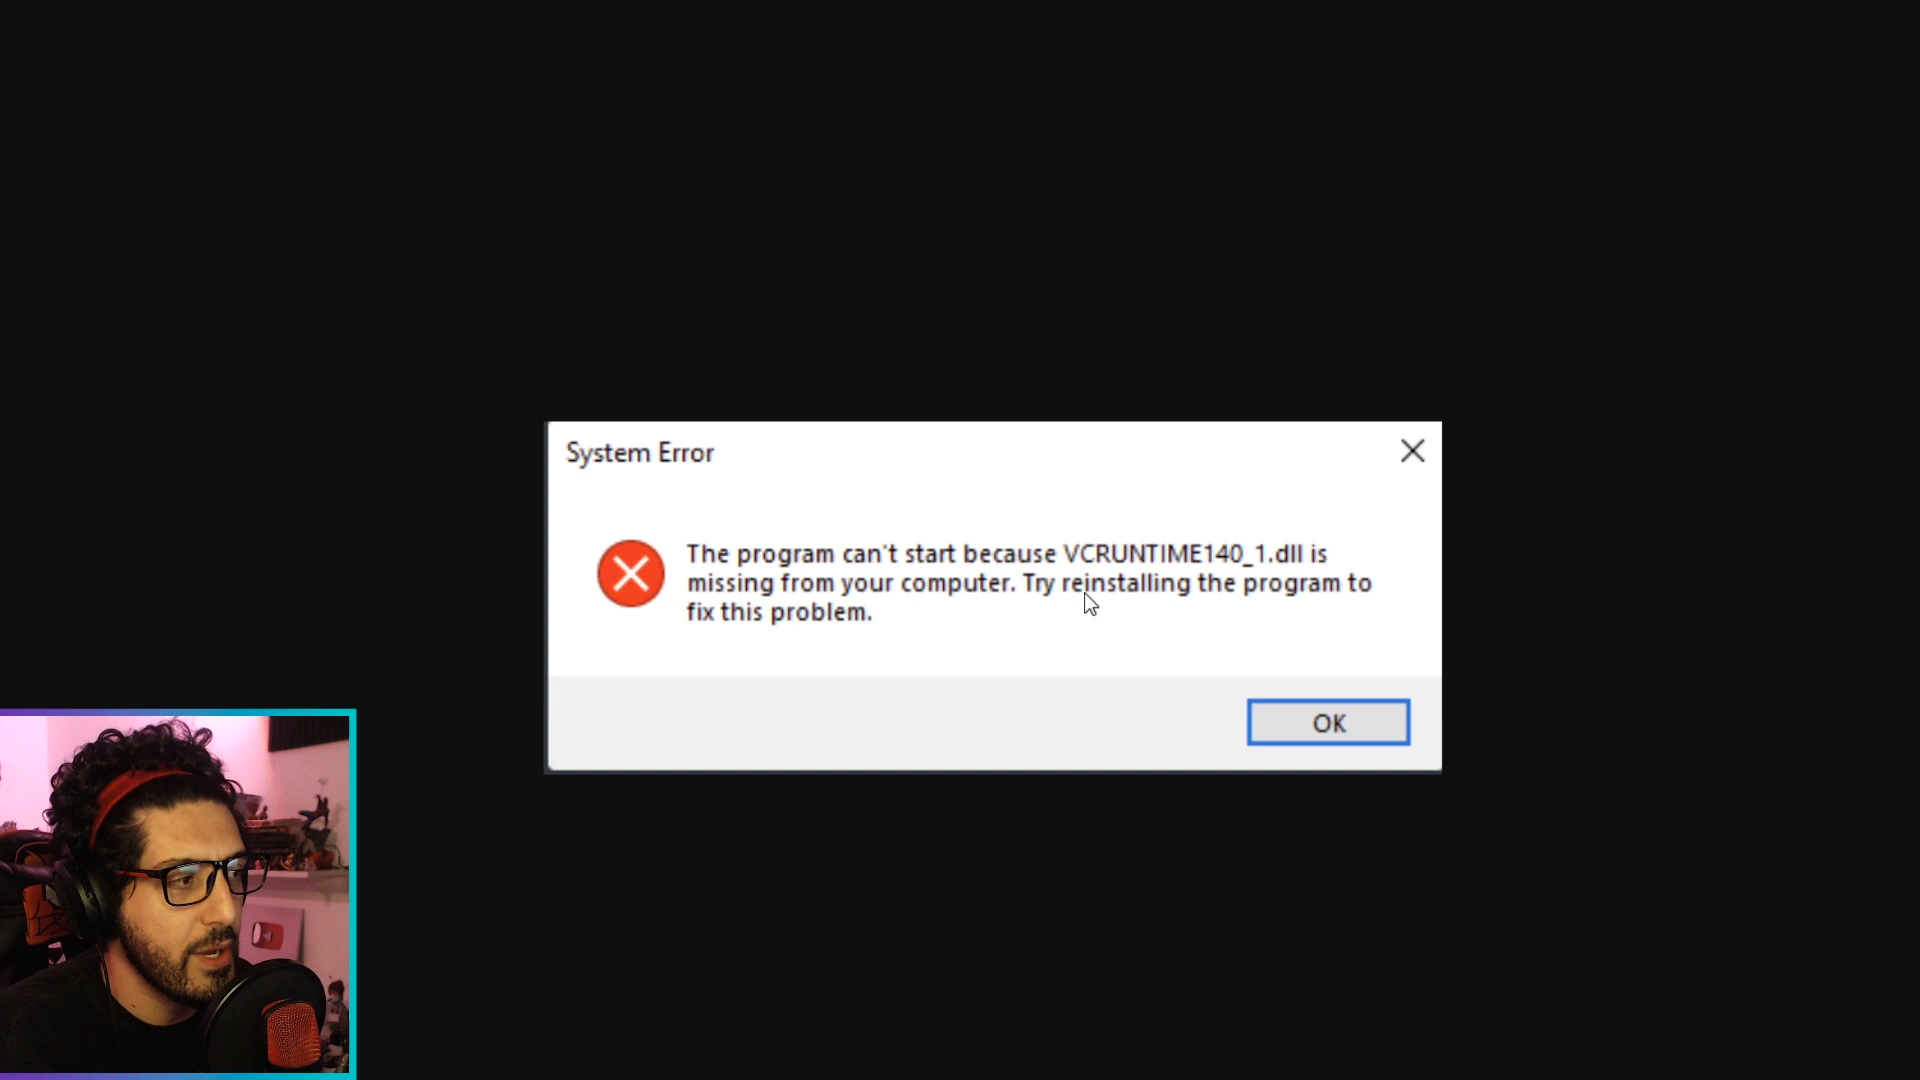 System Error
The program can't start because VCRUNTIME140_1.dll is
missing from your computer. Try reinstalling the program to
fix this problem.
OK